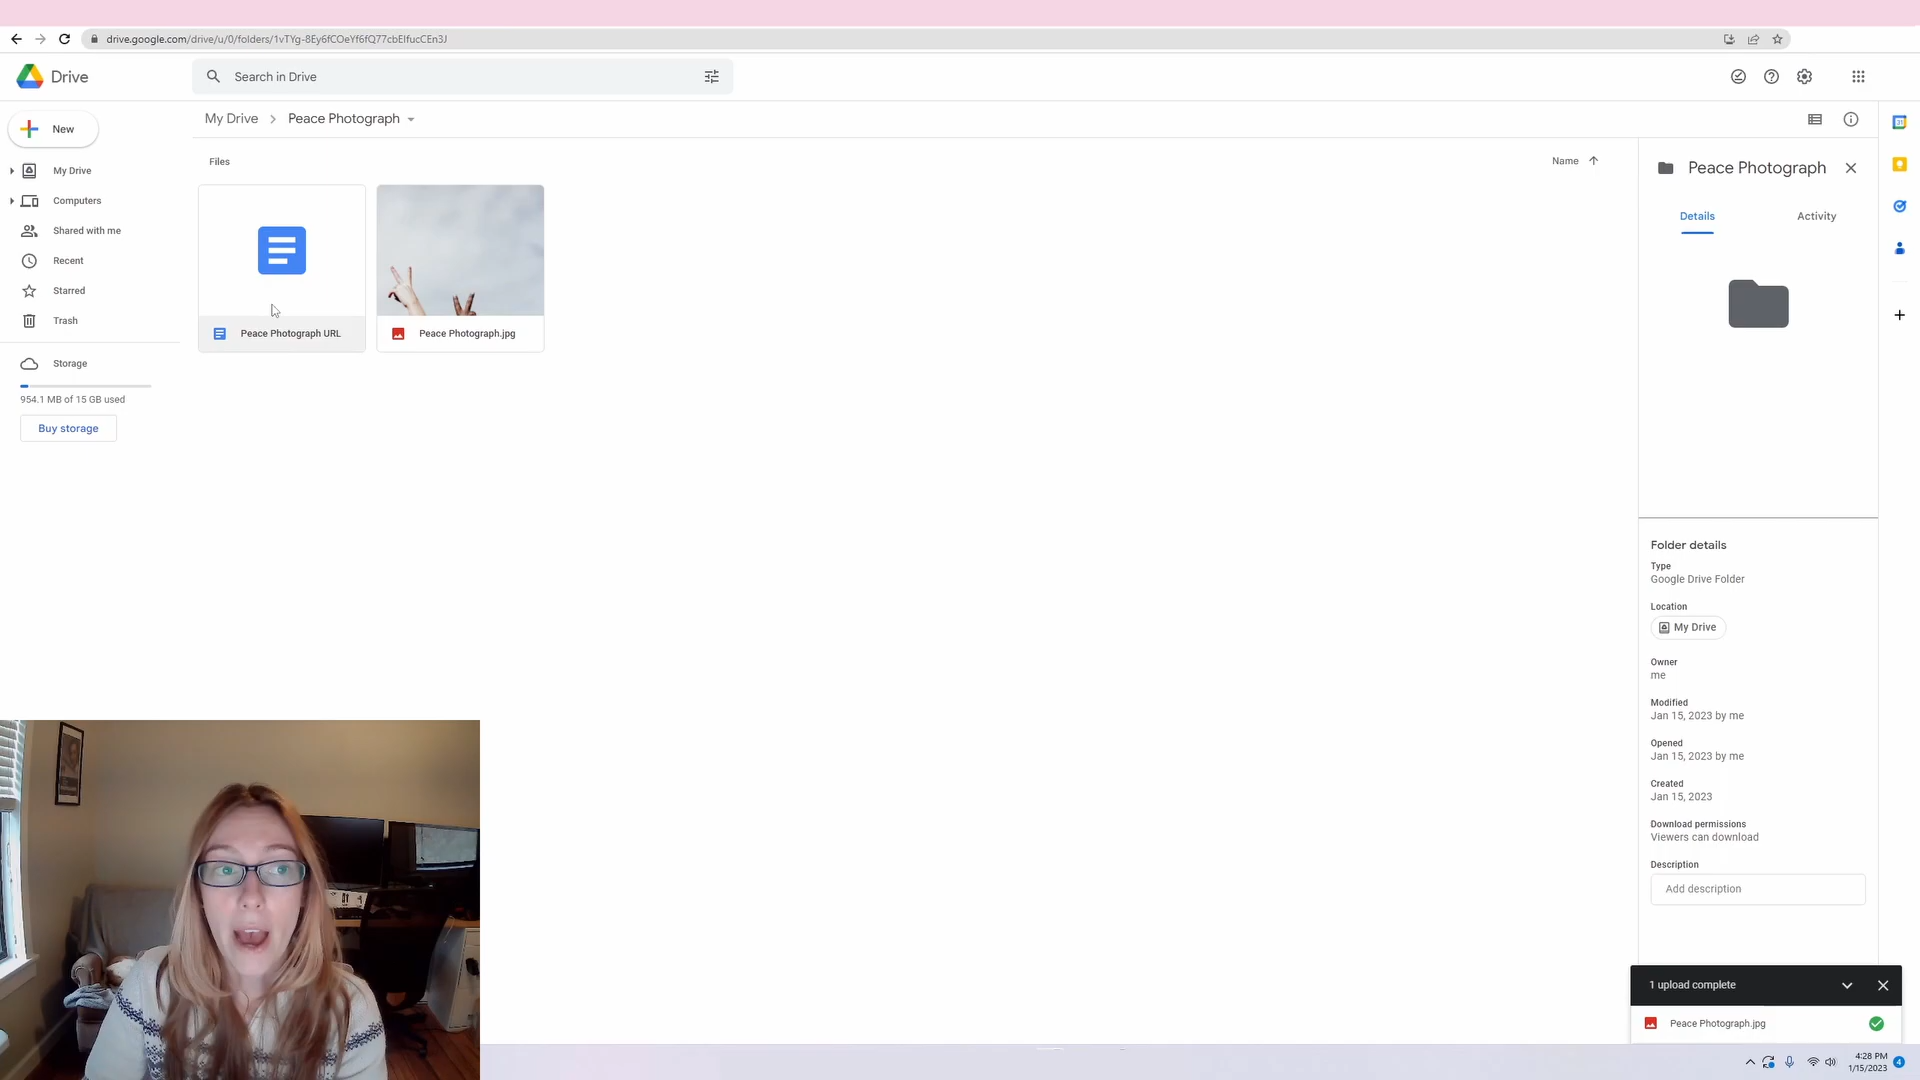 drive.google.com/drive/u/0/folders/1vTYg-8Ey6fCOeYf6fQ77cbEIfucCEn3J
Drive
Search in Drive
New
My Drive
Computers
Shared with me
Recent
Starred
Trash
Storage
954.1 MB of 15 GB used
Buy storage
My Drive
Peace Photograph
Files
Name
Peace Photograph URL
Peace Photograph.jpg
31
Peace Photograph
Details
Activity
Folder details
Type
Google Drive Folder
Location
My Drive
Owner
me
Modified
Jan 15, 2023 by me
Opened
Jan 15, 2023 by me
Created
Jan 15, 2023
Download permissions
Viewers can download
Description
Add description
1 upload complete
Peace Photograph.jpg
4:28 PM
1/15/2023
4